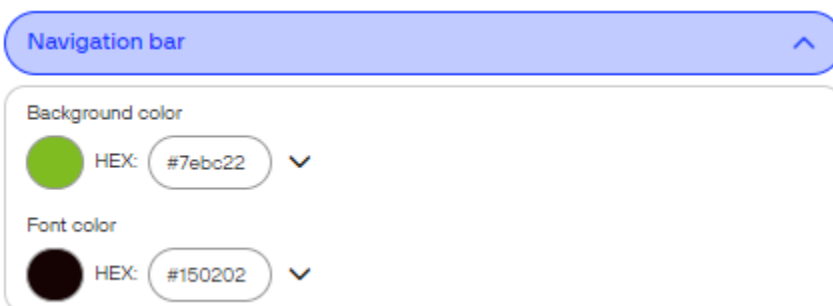 Navigation bar
Background color
HEX: #7ebc22
Font color
HEX: #150202